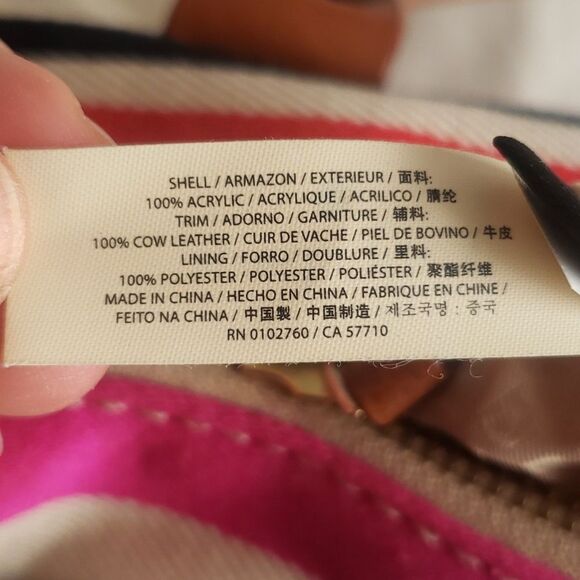 SHELL / ARMAZON / EXTERIEUR / 面料:
100% ACRYLIC / ACRYLIQUE / ACRILICO / 腈纶
TRIM / ADORNO / GARNITURE / 辅料:
100% COW LEATHER / CUIR DE VACHE / PIEL DE BOVINO / 牛皮
LINING / FORRO / DOUBLURE / 里料:
100% POLYESTER / POLYESTER / POLIÉSTER / 聚酯纤维
MADE IN CHINA / HECHO EN CHINA / FABRIQUE EN CHINE /
FEITO NA CHINA / 中國製 / 中国制造 / 제조국명 : 중국
RN 0102760 / CA 57710